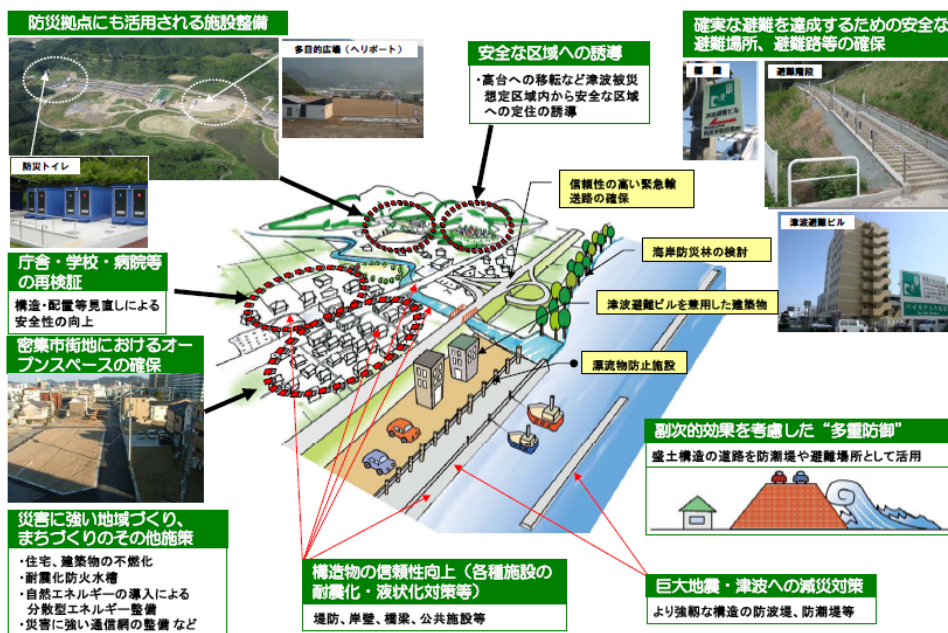 防災拠点にも活用される施設整備
多目的広場（ヘリポート）
防災トイレ
安全な区域への誘導
・高台への移転など津波被災
想定区域内から安全な区域
への定住の誘導
確実な避難を達成するための安全な
避難場所、避難路等の確保
標識
避難階段
津波避難ビル
津波避難ビル
信頼性の高い緊急輸
送路の確保
海岸防災林の検討
津波避難ビルを兼用した建築物
漂流物防止施設
庁舎・学校・病院等
の再検証
構造・配置等見直しによる
安全性の向上
密集市街地におけるオー
プンスペースの確保
副次的効果を考慮した“多重防御”
盛土構造の道路を防潮堤や避難場所として活用
災害に強い地域づくり、
まちづくりのその他施策
・住宅、建築物の不燃化
・耐震化防火水槽
・自然エネルギーの導入による
分散型エネルギー整備
・災害に強い通信網の整備 など
構造物の信頼性向上（各種施設の
耐震化・液状化対策等）
堤防、岸壁、橋梁、公共施設等
巨大地震・津波への減災対策
より強靭な構造の防波堤、防潮堤等